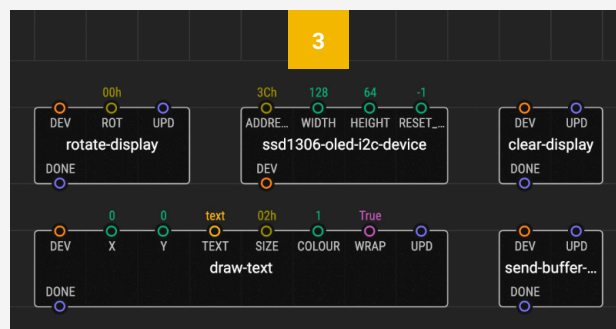 3
00h 3Ch 128 64 -1
DEV ROT UPD ADDRE... WIDTH HEIGHT RESET_... DEV UPD
rotate-display ssd1306-oled-i2c-device clear-display
DONE DEV DONE
0 0 text 02h 1 True
DEV X Y TEXT SIZE COLOUR WRAP UPD DEV UPD
draw-text send-buffer-...
DONE DONE